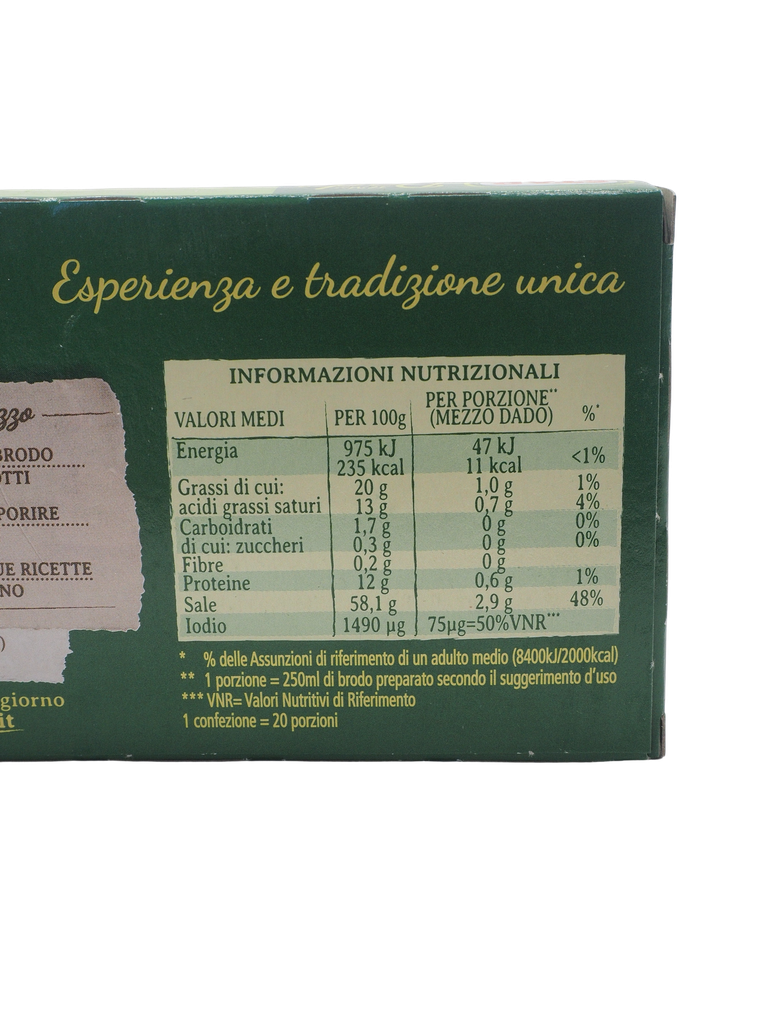 Esperienza e tradizione unica
BRODO
PORIRE
RICETTE
giorno
INFORMAZIONI NUTRIZIONALI
VALORI MEDI PER 100g PER PORZIONE** (MEZZO DADO) %*
Energia 975 kJ 47 kJ <1%
235 kcal 11 kcal
Grassi di cui: 20 g 1,0 g 1%
acidi grassi saturi 13 g 0,7 g 4%
Carboidrati 1,7 g 0 g 0%
di cui: zuccheri 0,3 g 0 g 0%
Fibre 0,2 g 0 g
Proteine 12 g 0,6 g 1%
Sale 58,1 g 2,9 g 48%
Iodio 1490 µg 75µg=50%VNR***
* % delle Assunzioni di riferimento di un adulto medio (8400kJ/2000kcal)
** 1 porzione = 250ml di brodo preparato secondo il suggerimento d'uso
*** VNR= Valori Nutritivi di Riferimento
1 confezione = 20 porzioni